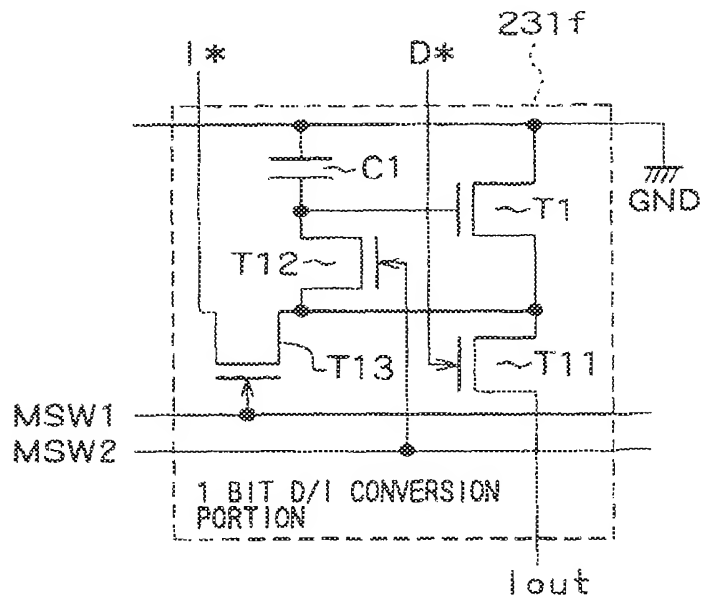 231f
I*
D*
C1
T1
GND
T12
T13
T11
MSW1
MSW2
1 BIT D/I CONVERSION
PORTION
Iout